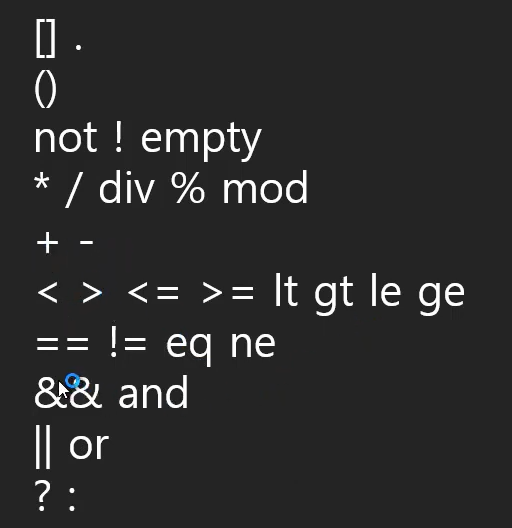 [] .
()
not ! empty
* / div % mod
+ -
< > <= >= lt gt le ge
== != eq ne
&& and
|| or
? :